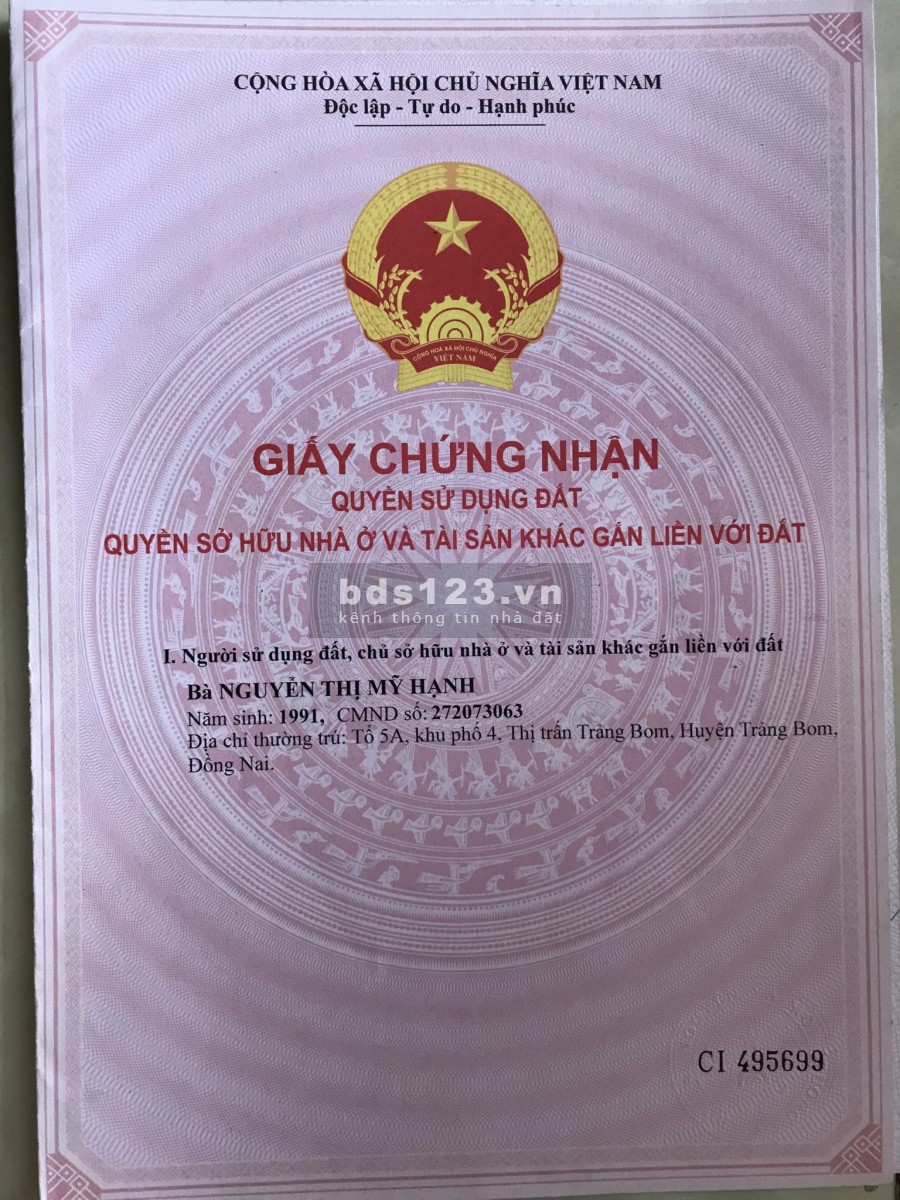 CỘNG HÒA XÃ HỘI CHỦ NGHĨA VIỆT NAM
Độc lập - Tự do - Hạnh phúc
CỘNG HÒA XÃ HỘI CHỦ NGHĨA
VIỆT NAM
GIẤY CHỨNG NHẬN
QUYỀN SỬ DỤNG ĐẤT
QUYỀN SỞ HỮU NHÀ Ở VÀ TÀI SẢN KHÁC GẮN LIỀN VỚI ĐẤT
bds123.vn
kênh thông tin nhà đất
I. Người sử dụng đất, chủ sở hữu nhà ở và tài sản khác gắn liền với đất
Bà NGUYỄN THỊ MỸ HẠNH
Năm sinh: 1991, CMND số: 272073063
Địa chỉ thường trú: Tổ 5A, khu phố 4, Thị trấn Trảng Bom, Huyện Trảng Bom,
Đồng Nai.
CI 495699